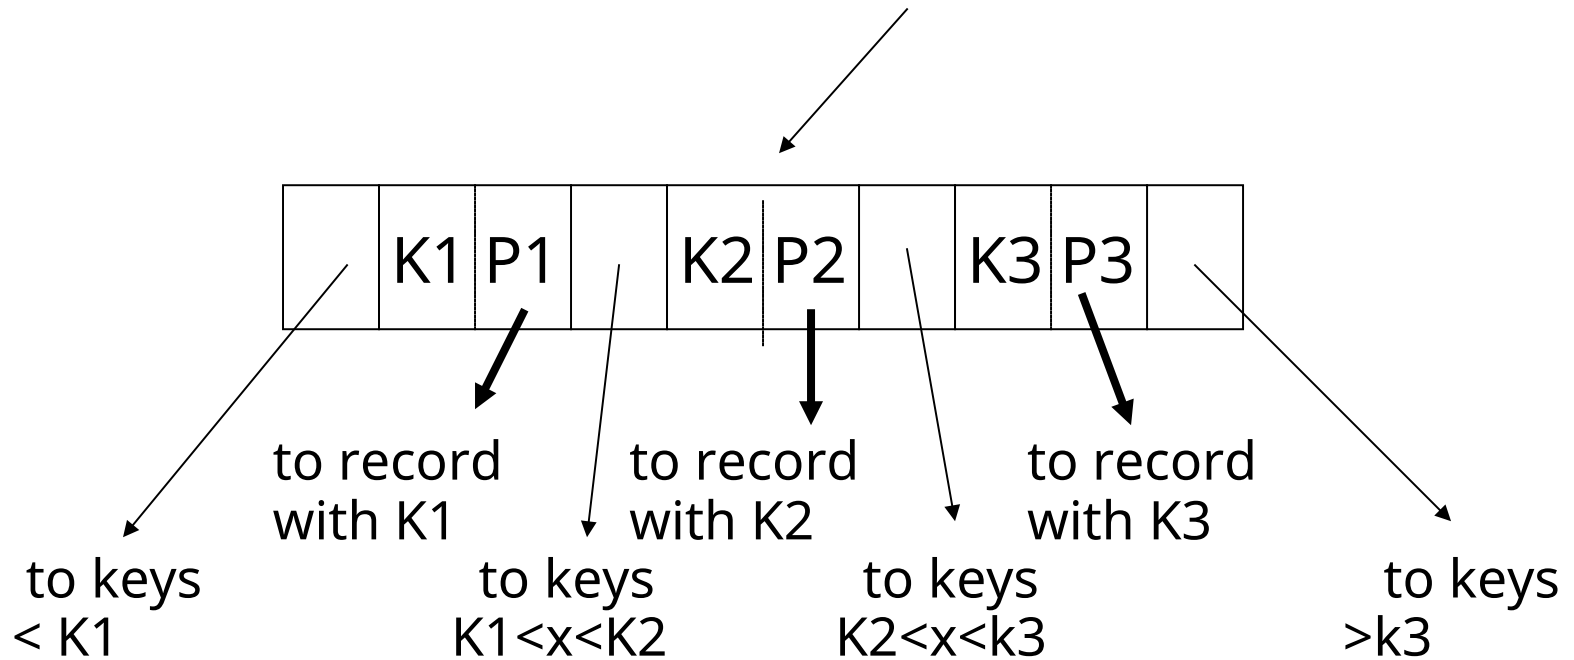 K1 P1 K2 P2 K3 P3
to record
with K1
to record
with K2
to record
with K3
to keys
< K1
to keys
K1<x<K2
to keys
K2<x<k3
to keys
>k3